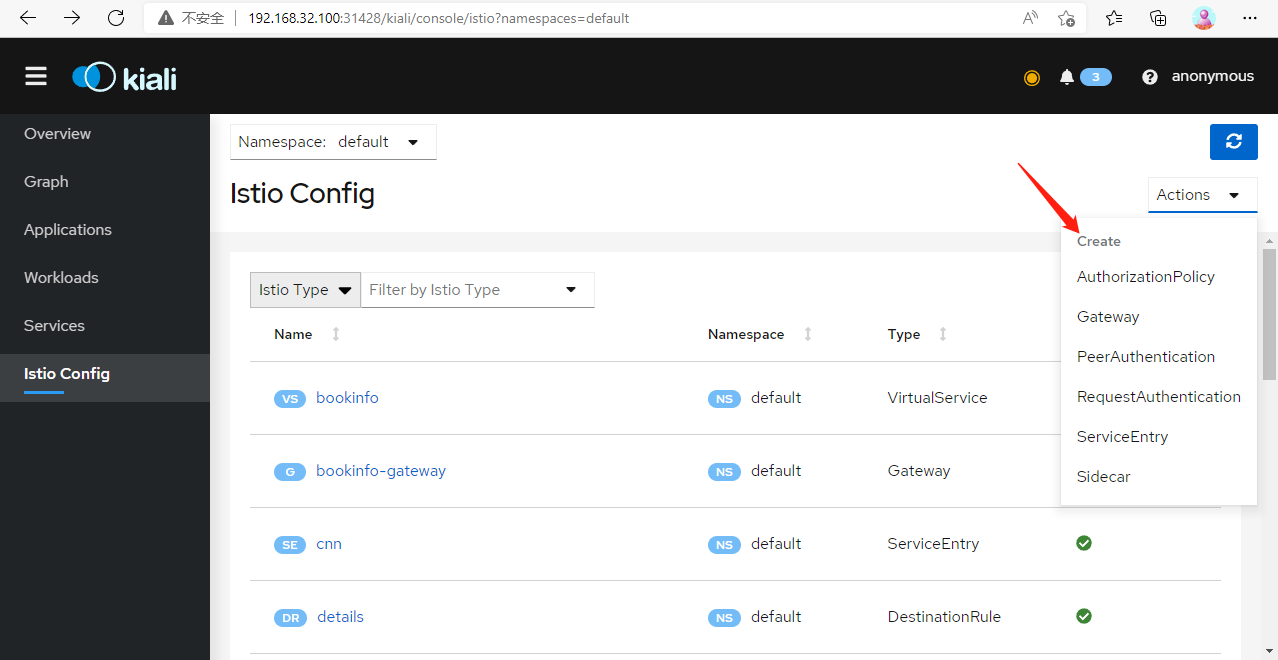 不安全 192.168.32.100:31428/kiali/console/istio?namespaces=default
kiali
3
anonymous
Overview
Graph
Applications
Workloads
Services
Istio Config
Namespace: default
Istio Config
Actions
Create
AuthorizationPolicy
Gateway
PeerAuthentication
RequestAuthentication
ServiceEntry
Sidecar
Istio Type Filter by Istio Type
Name Namespace Type
VS bookinfo NS default VirtualService
G bookinfo-gateway NS default Gateway
SE cnn NS default ServiceEntry
DR details NS default DestinationRule